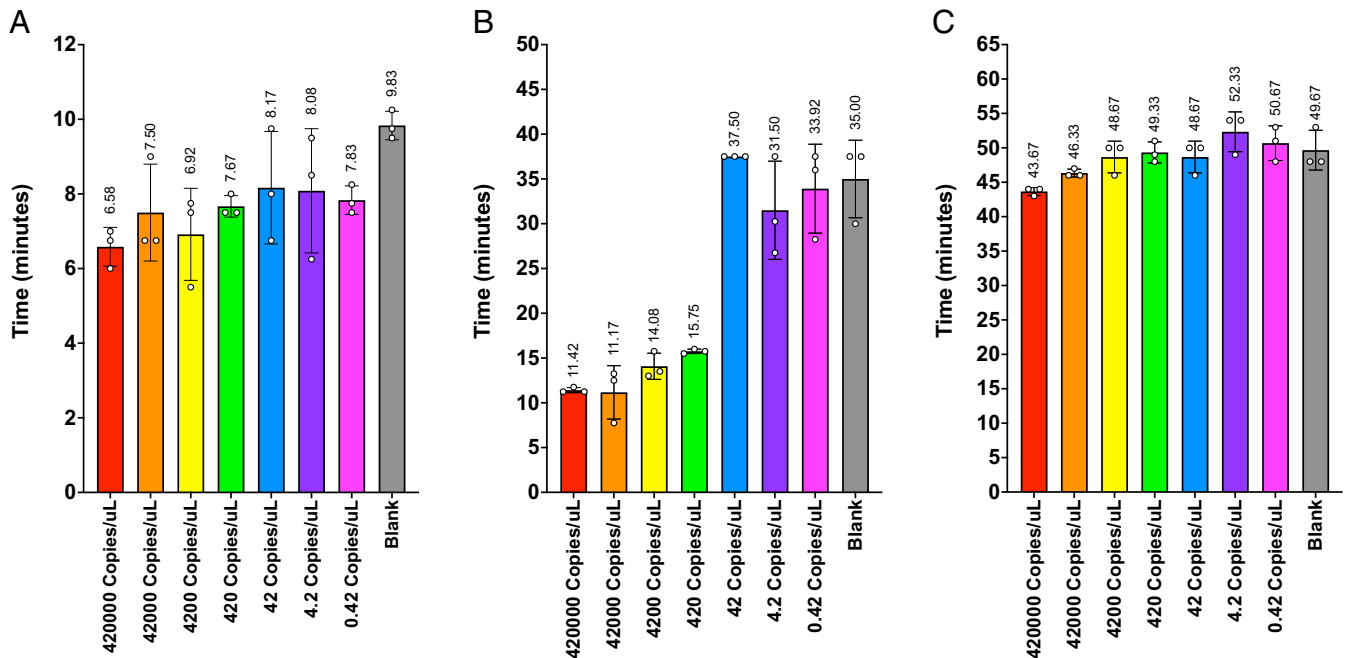 A
Time (minutes)
12
10
8
6
4
2
0
6.58
7.50
6.92
7.67
8.17
8.08
7.83
9.83
420000 Copies/uL
42000 Copies/uL
4200 Copies/uL
420 Copies/uL
42 Copies/uL
4.2 Copies/uL
0.42 Copies/uL
Blank
B
Time (minutes)
50
45
40
35
30
25
20
15
10
5
0
11.42
11.17
14.08
15.75
37.50
31.50
33.92
35.00
420000 Copies/uL
42000 Copies/uL
4200 Copies/uL
420 Copies/uL
42 Copies/uL
4.2 Copies/uL
0.42 Copies/uL
Blank
C
Time (minutes)
65
60
55
50
45
40
35
30
25
20
15
10
5
0
43.67
46.33
48.67
49.33
48.67
52.33
50.67
49.67
420000 Copies/uL
42000 Copies/uL
4200 Copies/uL
420 Copies/uL
42 Copies/uL
4.2 Copies/uL
0.42 Copies/uL
Blank